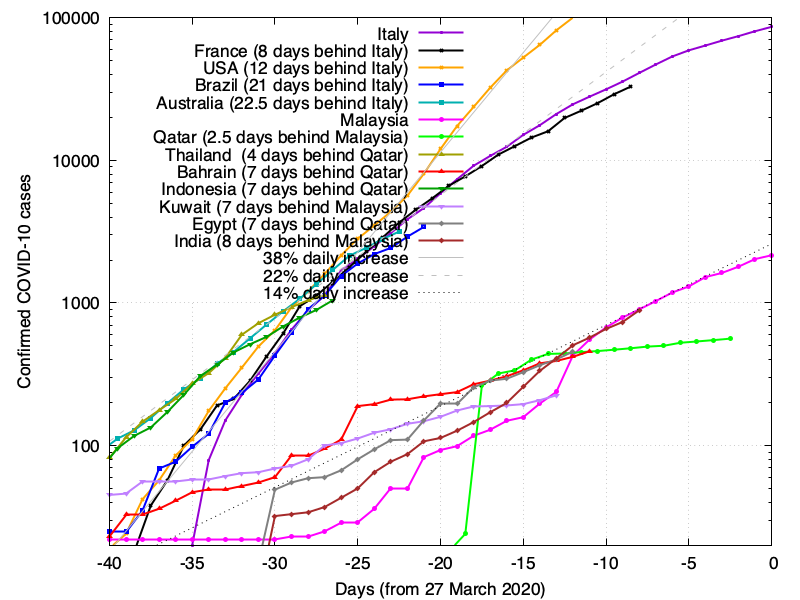 100000
10000
1000
100
Confirmed COVID-10 cases
Italy
France (8 days behind Italy)
USA (12 days behind Italy)
Brazil (21 days behind Italy)
Australia (22.5 days behind Italy)
Malaysia
Qatar (2.5 days behind Malaysia)
Thailand (4 days behind Qatar)
Bahrain (7 days behind Qatar)
Indonesia (7 days behind Qatar)
Kuwait (7 days behind Malaysia)
Egypt (7 days behind Qatar)
India (8 days behind Malaysia)
38% daily increase
22% daily increase
14% daily increase
-40 -35 -30 -25 -20 -15 -10 -5 0
Days (from 27 March 2020)